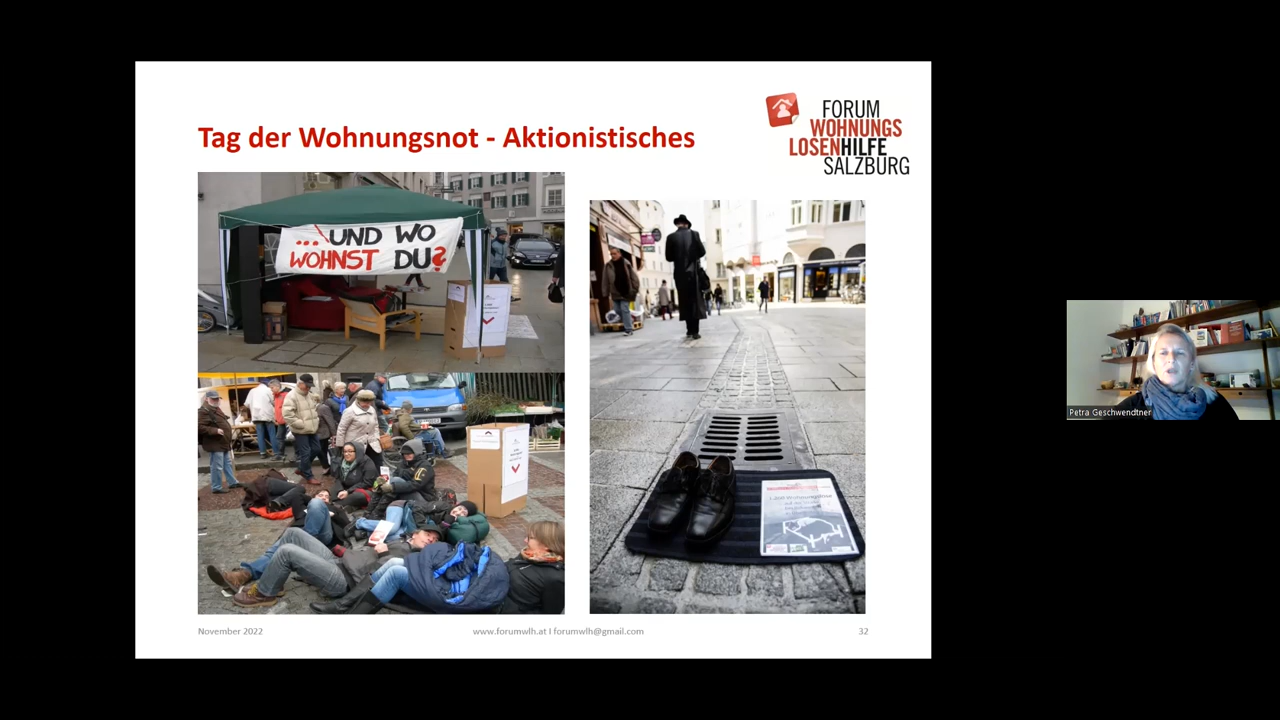 Tag der Wohnungsnot - Aktionistisches
FORUM
WOHNUNGS
LOSENHILFE
SALZBURG
... UND WO
WOHNST DU?
November 2022
www.forumwlh.at I forumwlh@gmail.com
32
Petra Geschwendtner